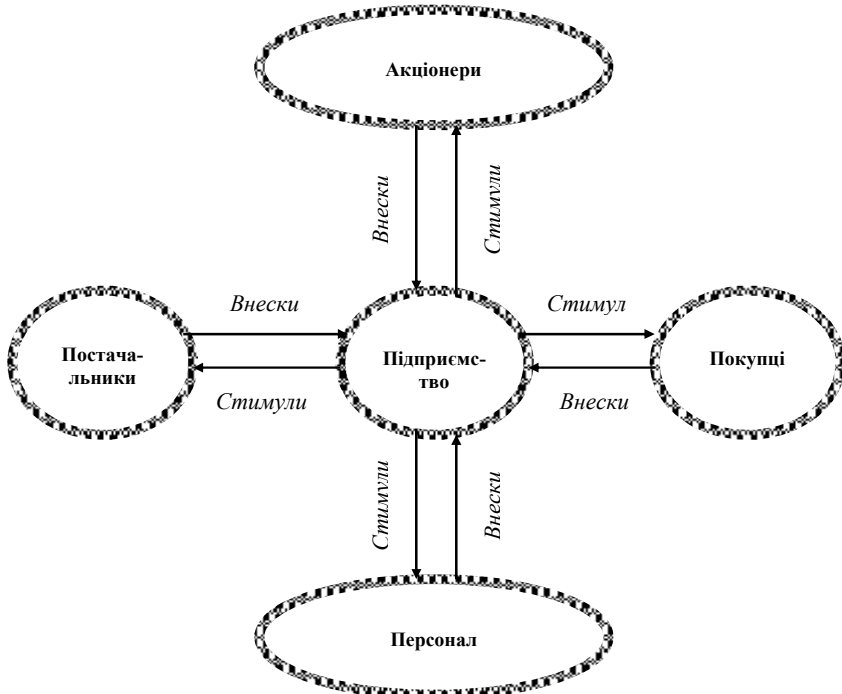 Акціонери
Внески
Стимули
Внески
Стимул
Постача-
льники
Підприємс-
тво
Покупці
Стимули
Внески
Стимули
Внески
Персонал